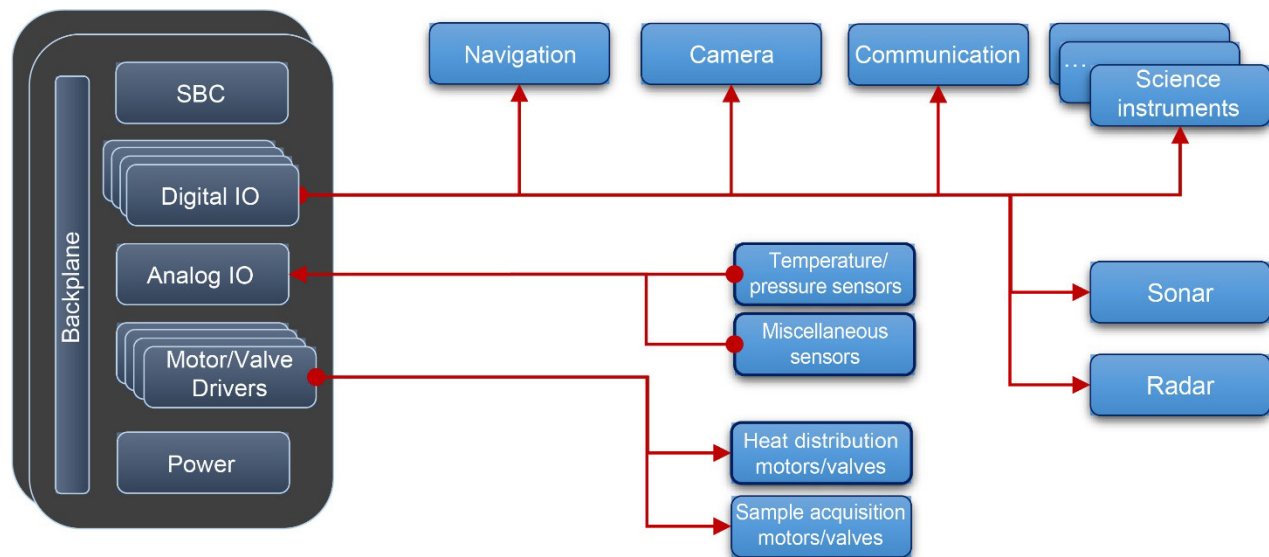 Navigation
Camera
Communication
...
Science
instruments
SBC
Digital IO
Backplane
Analog IO
Temperature/
pressure sensors
Sonar
Miscellaneous
sensors
Motor/Valve
Drivers
Radar
Heat distribution
motors/valves
Power
Sample acquisition
motors/valves